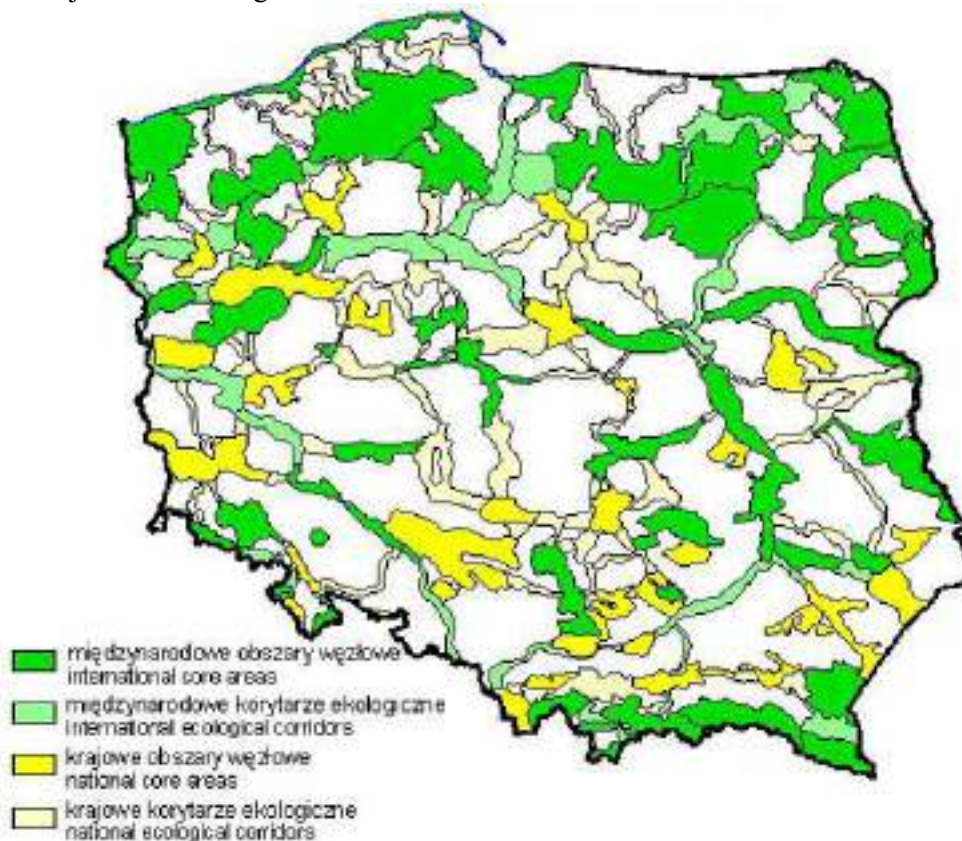 międzynarodowe obszary węzłowe
international core areas
międzynarodowe korytarze ekologiczne
international ecological corridors
krajowe obszary węzłowe
national core areas
krajowe korytarze ekologiczne
national ecological corridors